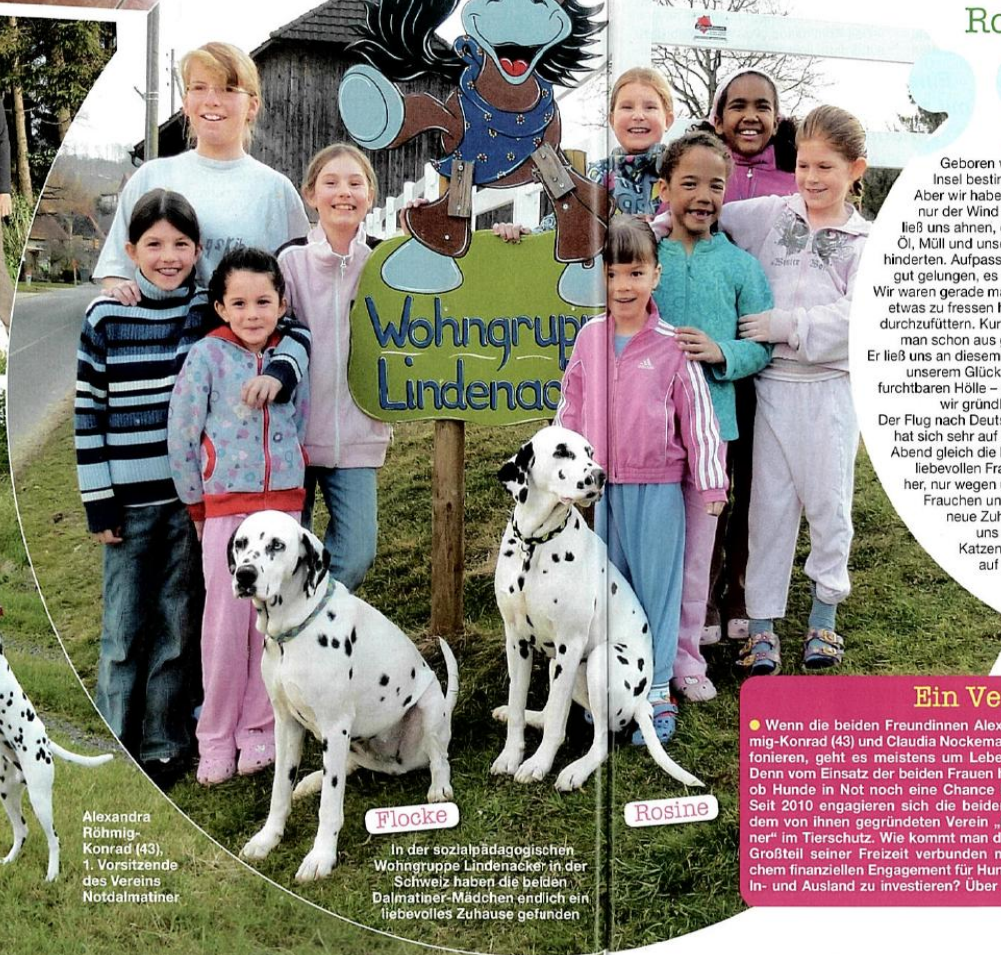 Wohngruppe
Lindenac
Alexandra
Röhmig-
Konrad (43),
1. Vorsitzende
des Vereins
Notdalmatiner
Flocke
In der sozialpädagogischen
Wohngruppe Lindenacker in der
Schweiz haben die beiden
Dalmatiner-Mädchen endlich ein
liebevolles Zuhause gefunden
Rosine
Ro
Geboren
Insel bestim
Aber wir habe
nur der Wind
ließ uns ahnen,
Öl, Müll und unse
hinderten. Aufpass
gut gelungen, es
Wir waren gerade ma
etwas zu fressen
durchzufüttern. Kur
man schon aus
Er ließ uns an diesem
unserem Glück
furchtbaren Hölle –
wir gründl
Der Flug nach Deuts
hat sich sehr auf
Abend gleich die
liebevollen Fra
her, nur wegen
Frauchen un
neue Zuh
uns
Katzen
auf
Ein Ve
● Wenn die beiden Freundinnen Alex
mig-Konrad (43) und Claudia Nockema
fonieren, geht es meistens um Lebe
Denn vom Einsatz der beiden Frauen
ob Hunde in Not noch eine Chance
Seit 2010 engagieren sich die beide
dem von ihnen gegründeten Verein „
ner“ im Tierschutz. Wie kommt man d
Großteil seiner Freizeit verbunden
chem finanziellen Engagement für Hun
In- und Ausland zu investieren? Über